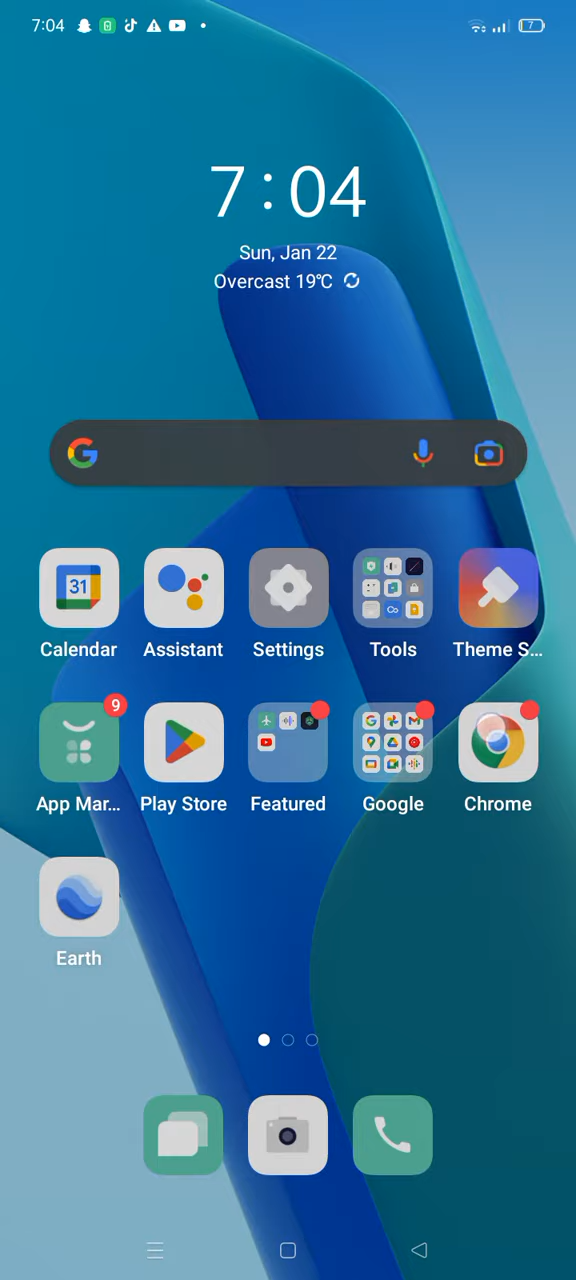 7:04
7
7:04
Sun, Jan 22
Overcast 19℃
31
Calendar
Assistant
Settings
Tools
Theme S...
9
App Mar...
Play Store
Featured
Google
Chrome
Earth